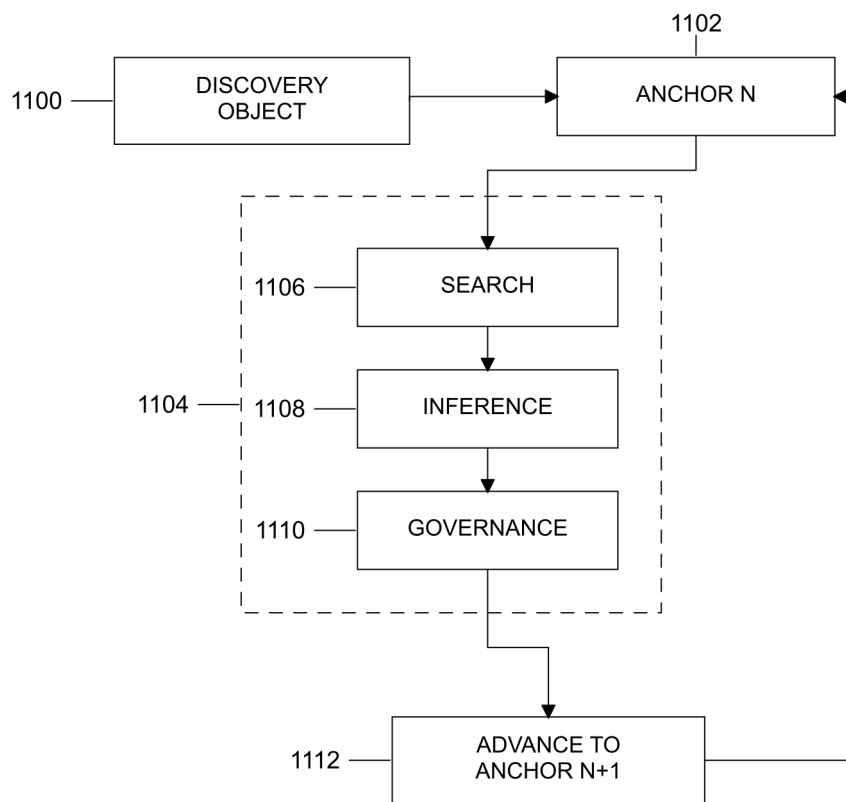 1102
1100
DISCOVERY
OBJECT
ANCHOR N
1106
SEARCH
1104
1108
INFERENCE
1110
GOVERNANCE
1112
ADVANCE TO
ANCHOR N+1